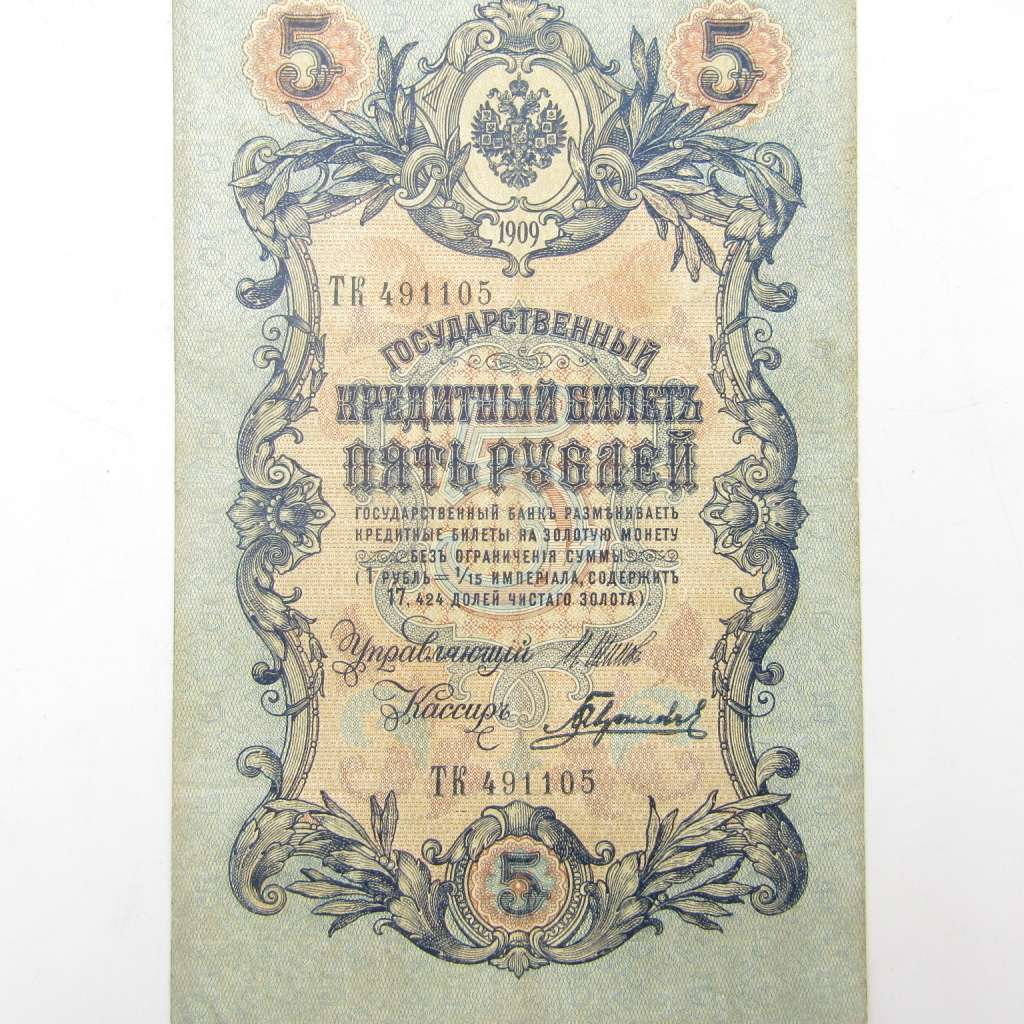 5 5
1909
ТК 491105
ГОСУДАРСТВЕННЫЙ
КРЕДИТНЫЙ БИЛЕТЪ
ПЯТЬ РУБЛЕЙ
ГОСУДАРСТВЕННЫЙ БАНКЪ РАЗМѢНИВАЕТЪ
КРЕДИТНЫЕ БИЛЕТЫ НА ЗОЛОТУЮ МОНЕТУ
БЕЗЪ ОГРАНИЧЕНІЯ СУММЫ
(1 РУБЛЬ = 1/15 ИМПЕРІАЛА, СОДЕРЖИТЪ
17,424 ДОЛЕЙ ЧИСТАГО ЗОЛОТА).
Управляющій
Кассиръ
ТК 491105
5